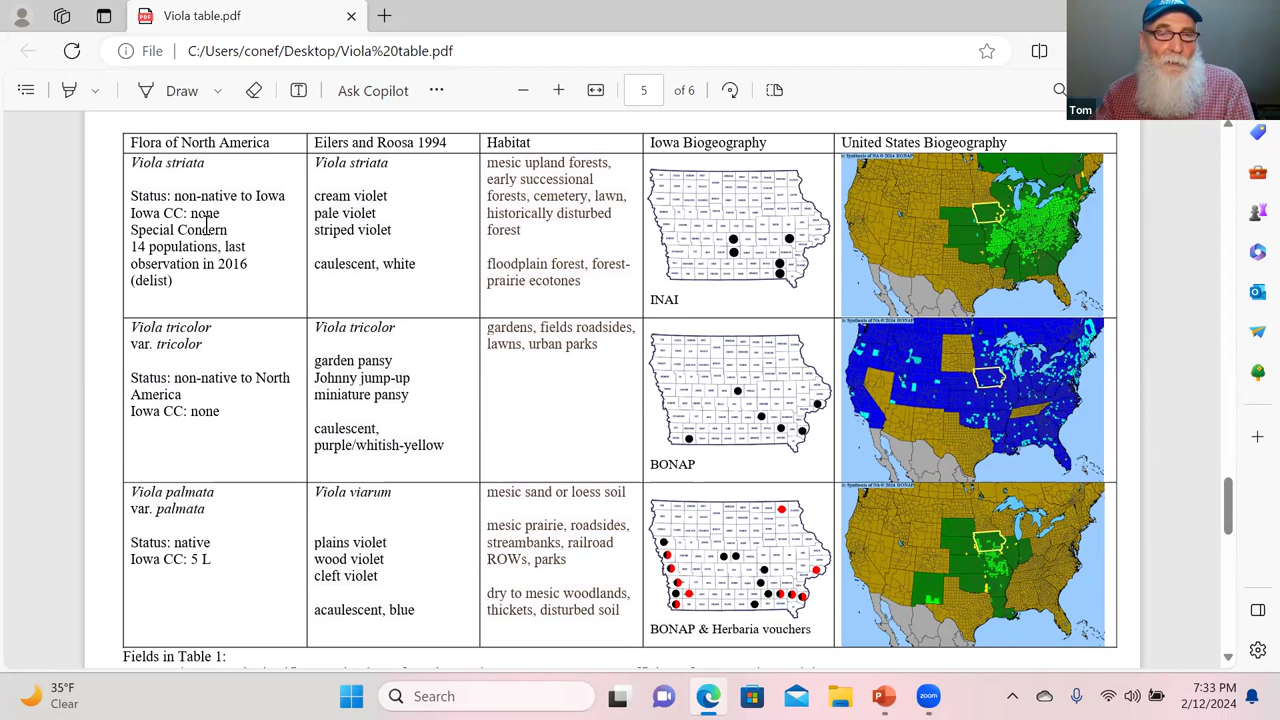 Viola table.pdf
File
C:/Users/conef/Desktop/Viola%20table.pdf
Draw
Ask Copilot
5
of 6
Tom
Flora of North America
Eilers and Roosa 1994
Habitat
Iowa Biogeography
United States Biogeography
Viola striata
Status: non-native to Iowa
Iowa CC: none
Special Concern
14 populations, last
observation in 2016
(delist)
Viola striata
cream violet
pale violet
striped violet
caulescent, white
mesic upland forests,
early successional
forests, cemetery, lawn,
historically disturbed
forest
floodplain forest, forest-
prairie ecotones
INAI
Viola tricolor
var. tricolor
Status: non-native to North
America
Iowa CC: none
Viola tricolor
garden pansy
Johnny jump-up
miniature pansy
caulescent,
purple/whitish-yellow
gardens, fields roadsides,
lawns, urban parks
BONAP
Viola palmata
var. palmata
Status: native
Iowa CC: 5 L
Viola viarum
plains violet
wood violet
cleft violet
acaulescent, blue
mesic sand or loess soil
mesic prairie, roadsides,
streambanks, railroad
ROWs, parks
dry to mesic woodlands,
thickets, disturbed soil
BONAP & Herbaria vouchers
Fields in Table 1:
35°F
Clear
Search
zoom
7:33 PM
2/12/2024